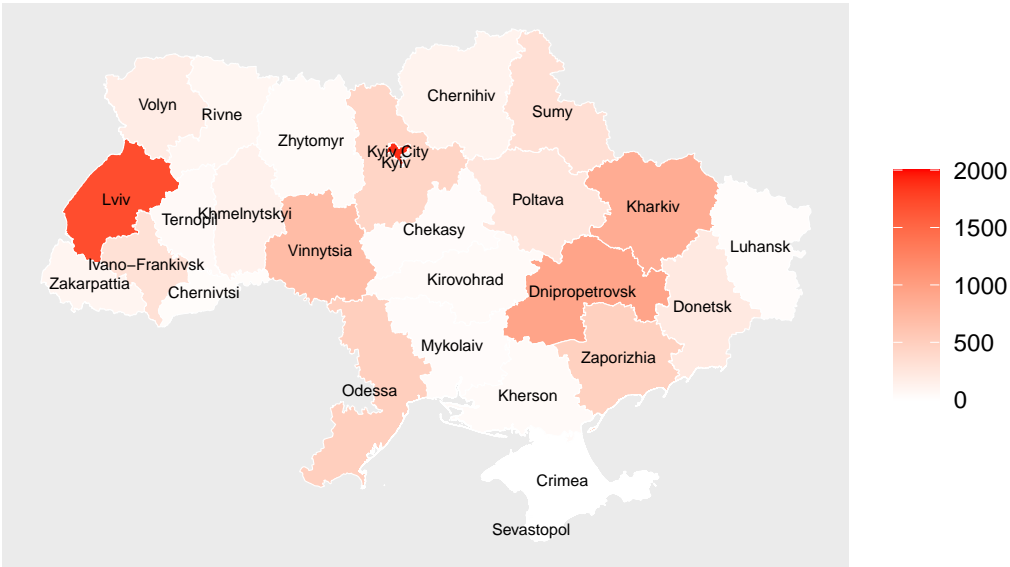 Chernihiv
Volyn
Sumy
Rivne
Zhytomyr
Kyiv City
Kyiv
Lviv
Poltava
Kharkiv
Khmelnytskyi
Ternopil
Chekasy
Luhansk
Vinnytsia
Ivano−Frankivsk
Zakarpattia
Kirovohrad
Chernivtsi
Dnipropetrovsk
Donetsk
Mykolaiv
Zaporizhia
Odessa
Kherson
Crimea
Sevastopol
2000
1500
1000
500
0